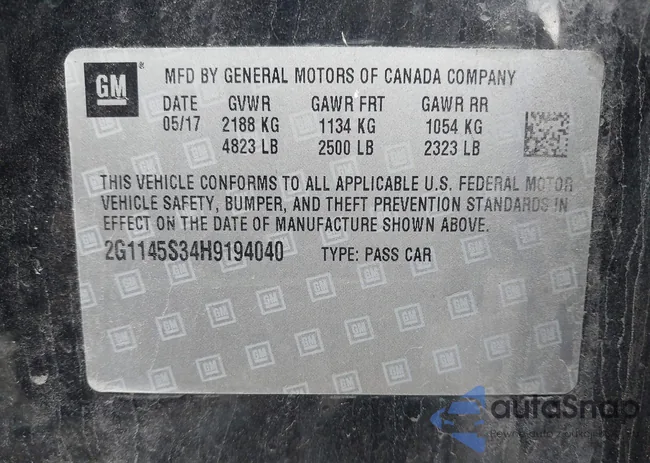 GM ® MFD BY GENERAL MOTORS OF CANADA COMPANY
DATE GVWR GAWR FRT GAWR RR
05/17 2188 KG 1134 KG 1054 KG
4823 LB 2500 LB 2323 LB
THIS VEHICLE CONFORMS TO ALL APPLICABLE U.S. FEDERAL MOTOR
VEHICLE SAFETY, BUMPER, AND THEFT PREVENTION STANDARDS IN
EFFECT ON THE DATE OF MANUFACTURE SHOWN ABOVE.
2G1145S34H9194040 TYPE: PASS CAR
autaSnap